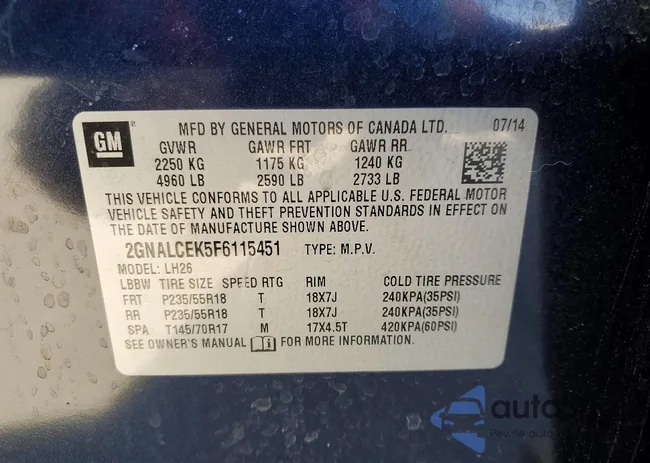 GM
MFD BY GENERAL MOTORS OF CANADA LTD. 07/14
GVWR GAWR FRT GAWR RR
2250 KG 1175 KG 1240 KG
4960 LB 2590 LB 2733 LB
THIS VEHICLE CONFORMS TO ALL APPLICABLE U.S. FEDERAL MOTOR
VEHICLE SAFETY AND THEFT PREVENTION STANDARDS IN EFFECT ON
THE DATE OF MANUFACTURE SHOWN ABOVE.
2GNALCEK5F6115451 TYPE: M.P.V.
MODEL: LH26
LBBW TIRE SIZE SPEED RTG RIM COLD TIRE PRESSURE
FRT P235/55R18 T 18X7J 240KPA(35PSI)
RR P235/55R18 T 18X7J 240KPA(35PSI)
SPA T145/70R17 M 17X4.5T 420KPA(60PSI)
SEE OWNER'S MANUAL FOR MORE INFORMATION.
Pewne auto